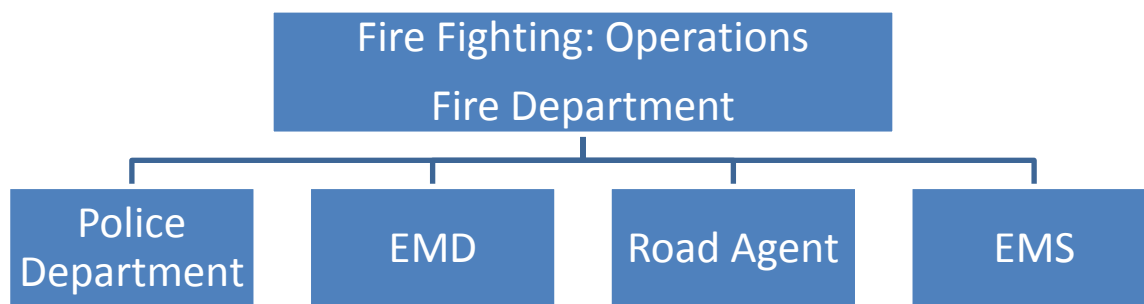 Fire Fighting: Operations
Fire Department
Police
Department
EMD
Road Agent
EMS